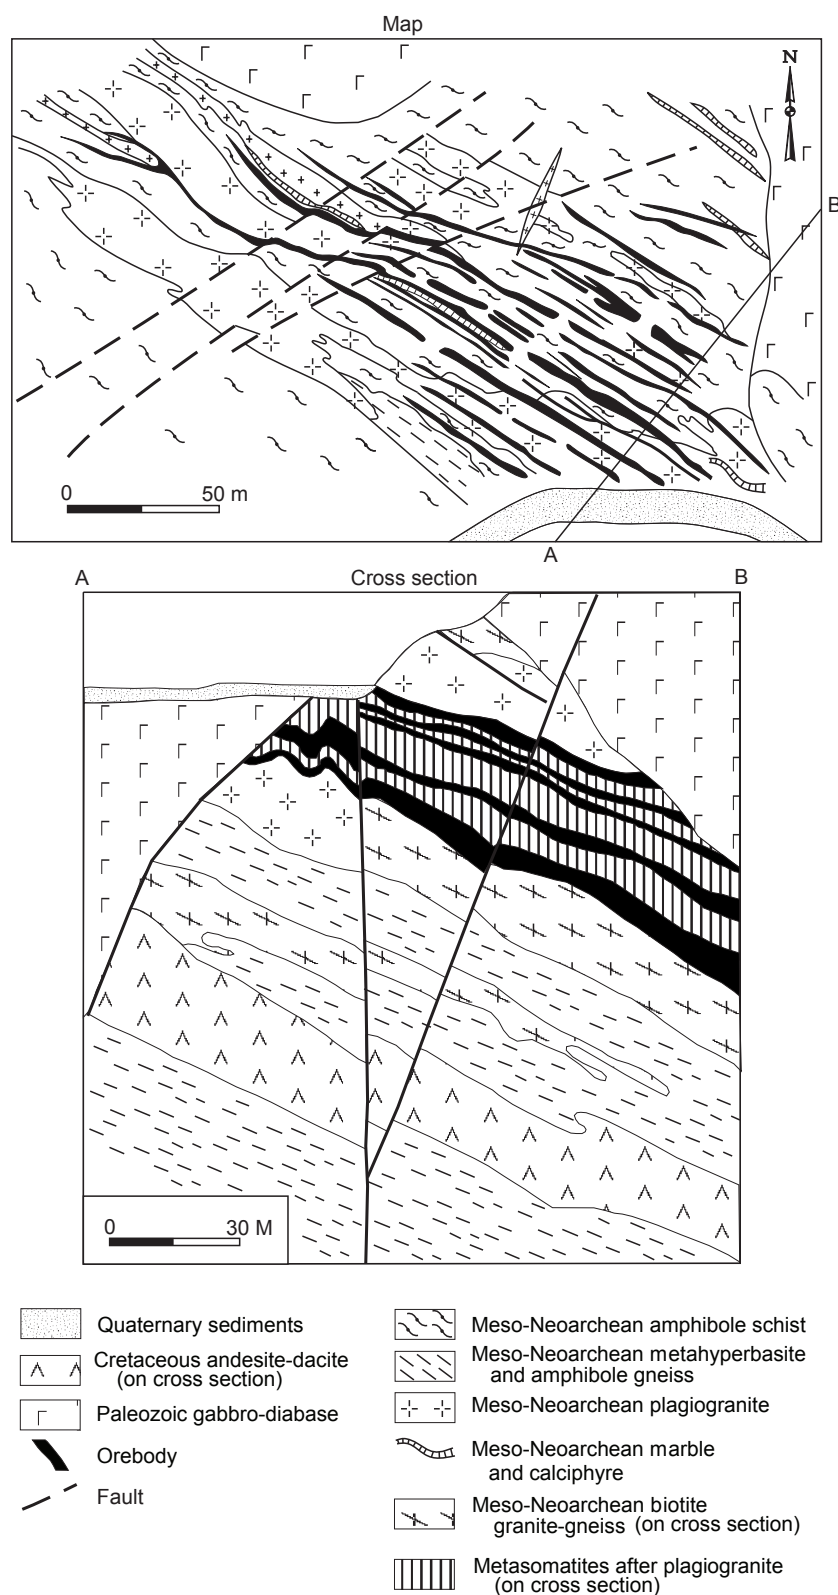 Map
N
B
0 50 m
A
A Cross section B
0 30 M
Quaternary sediments
Cretaceous andesite-dacite
(on cross section)
Paleozoic gabbro-diabase
Orebody
Fault
Meso-Neoarchean amphibole schist
Meso-Neoarchean metahyperbasite
and amphibole gneiss
Meso-Neoarchean plagiogranite
Meso-Neoarchean marble
and calciphyre
Meso-Neoarchean biotite
granite-gneiss (on cross section)
Metasomatites after plagiogranite
(on cross section)